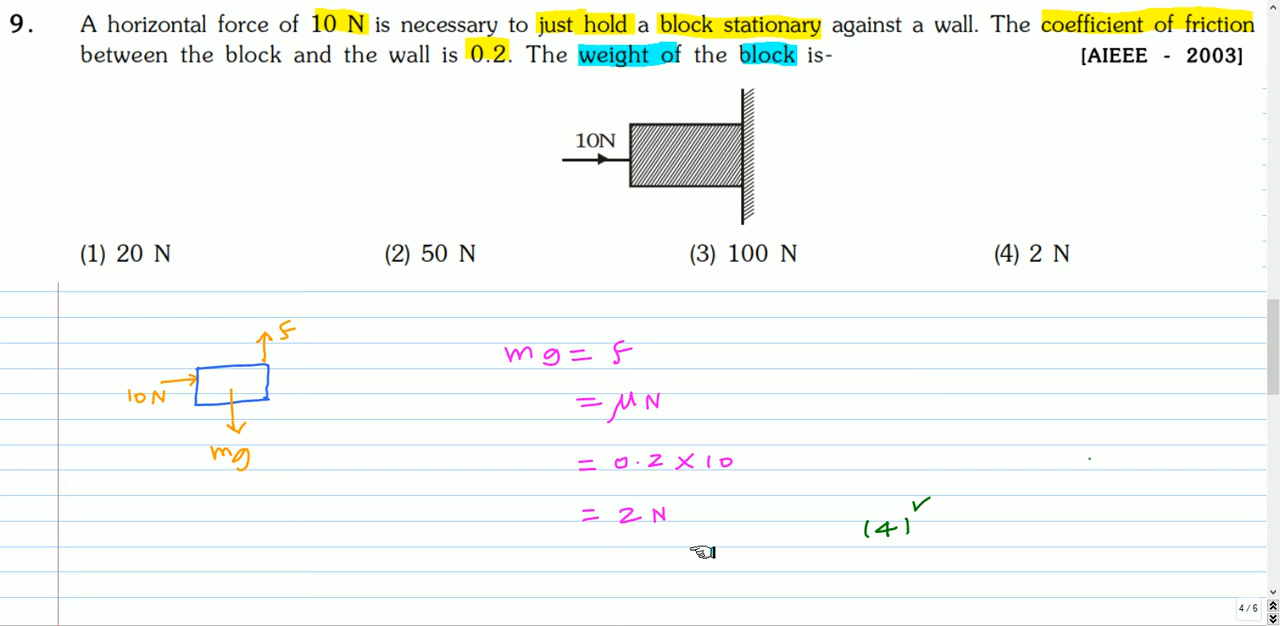 9. A horizontal force of 10 N is necessary to just hold a block stationary against a wall. The coefficient of friction
between the block and the wall is 0.2. The weight of the block is- [AIEEE - 2003]
10N
(1) 20 N (2) 50 N (3) 100 N (4) 2 N
F
10N
mg
mg = F
= μN
= 0.2 × 10
= 2 N
(4) ✓
4 / 6